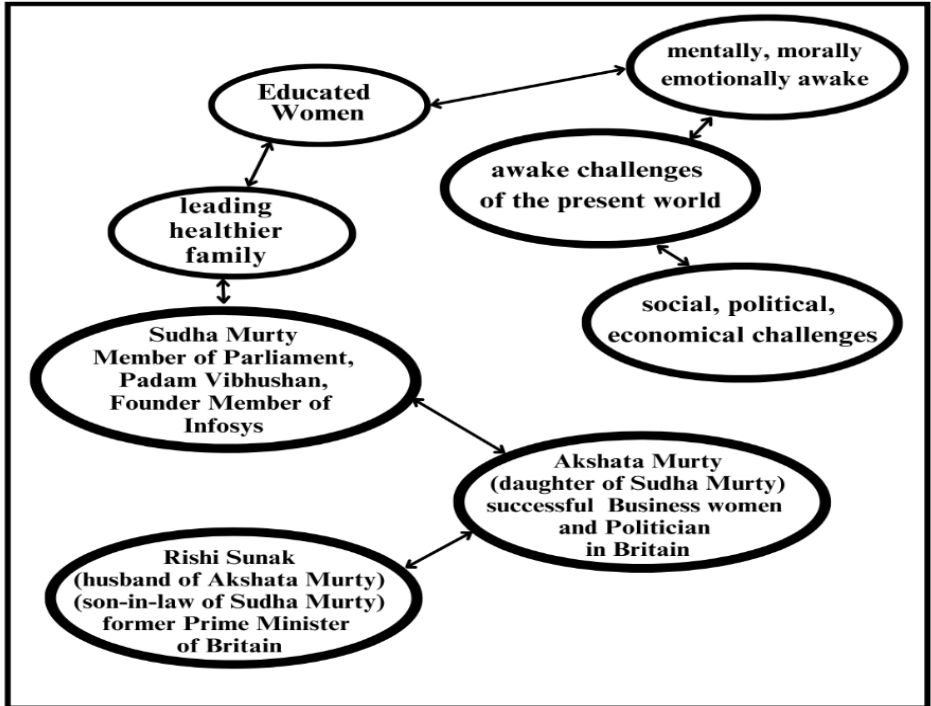 Educated
Women
mentally, morally
emotionally awake
awake challenges
of the present world
social, political,
economical challenges
leading
healthier
family
Sudha Murty
Member of Parliament,
Padam Vibhushan,
Founder Member of
Infosys
Akshata Murty
(daughter of Sudha Murty)
successful Business women
and Politician
in Britain
Rishi Sunak
(husband of Akshata Murty)
(son-in-law of Sudha Murty)
former Prime Minister
of Britain